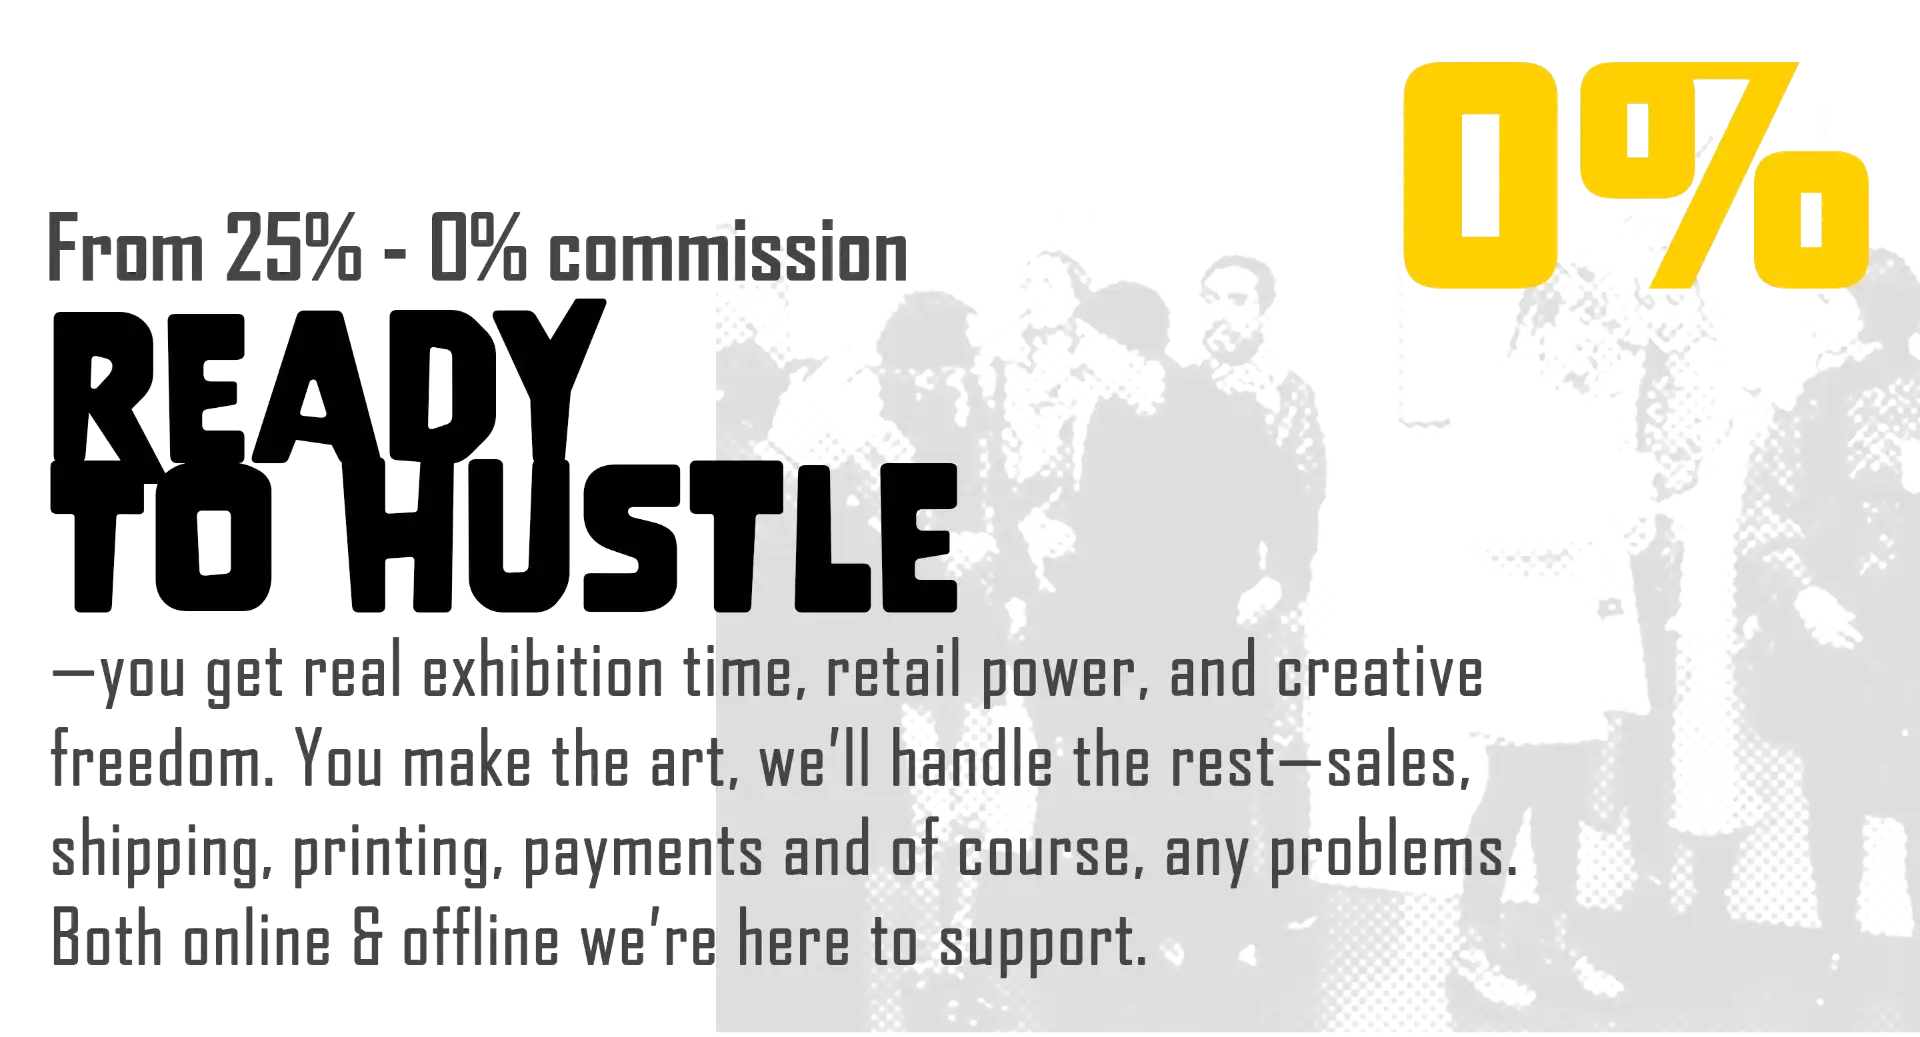 0%
From 25% - 0% commission
READY
TO HUSTLE
—you get real exhibition time, retail power, and creative
freedom. You make the art, we’ll handle the rest—sales,
shipping, printing, payments and of course, any problems.
Both online & offline we’re here to support.